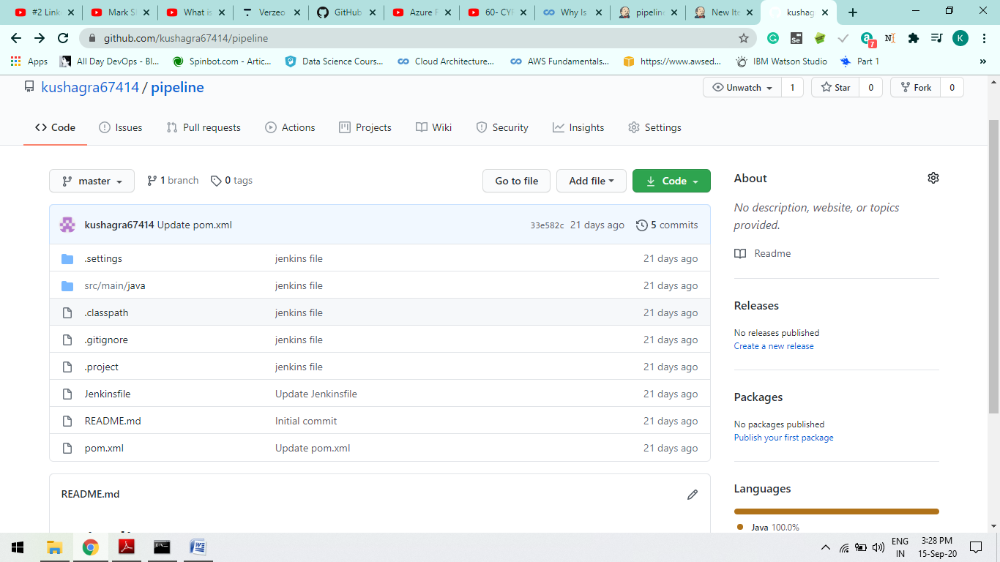 #2 Link
Mark Sl
What is
Verzeo
GitHub
Azure F
60- CYF
Why Is
pipeline
New Ite
kushag
github.com/kushagra67414/pipeline
Se
7
N
K
Apps
All Day DevOps - Bl...
Spinbot.com - Artic...
Data Science Cours...
Cloud Architecture...
AWS Fundamentals...
https://www.awsed...
IBM Watson Studio
Part 1
»
kushagra67414 / pipeline
Unwatch 1
Star 0
Fork 0
Code
Issues
Pull requests
Actions
Projects
Wiki
Security
Insights
Settings
master
1 branch
0 tags
Go to file
Add file
Code
kushagra67414 Update pom.xml 33e582c 21 days ago 5 commits
.settings jenkins file 21 days ago
src/main/java jenkins file 21 days ago
.classpath jenkins file 21 days ago
.gitignore jenkins file 21 days ago
.project jenkins file 21 days ago
Jenkinsfile Update Jenkinsfile 21 days ago
README.md Initial commit 21 days ago
pom.xml Update pom.xml 21 days ago
README.md
About
No description, website, or topics
provided.
Readme
Releases
No releases published
Create a new release
Packages
No packages published
Publish your first package
Languages
Java 100.0%
ENG
IN
3:28 PM
15-Sep-20